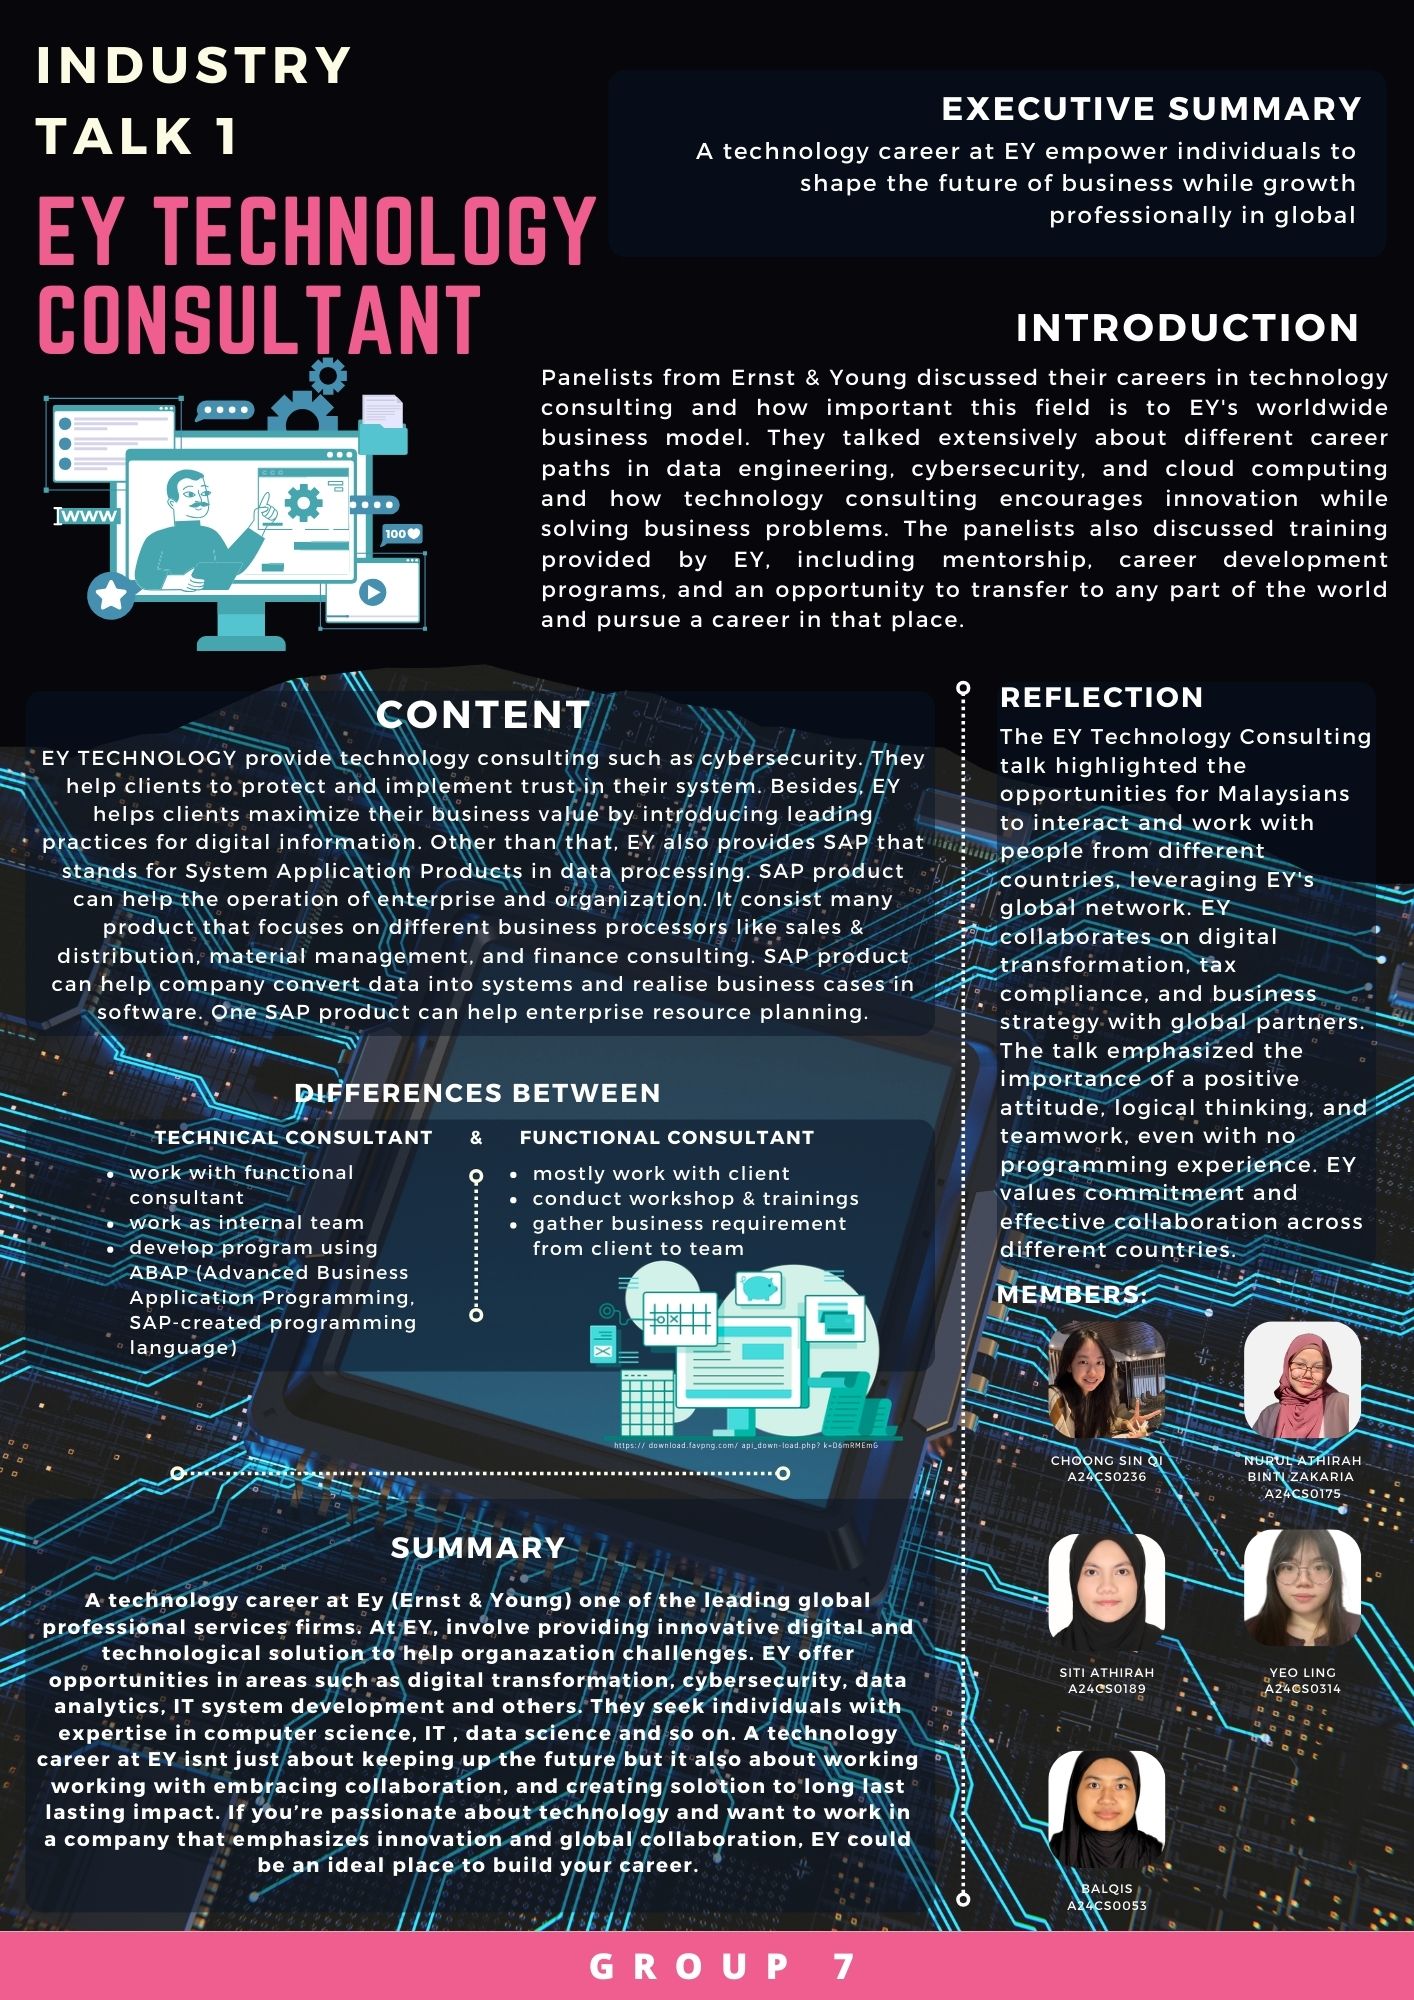 INDUSTRY
TALK 1
EY TECHNOLOGY
CONSULTANT
WWW
100
EXECUTIVE SUMMARY
A technology career at EY empower individuals to
shape the future of business while growth
professionally in global
INTRODUCTION
Panelists from Ernst & Young discussed their careers in technology
consulting and how important this field is to EY's worldwide
business model. They talked extensively about different career
paths in data engineering, cybersecurity, and cloud computing
and how technology consulting encourages innovation while
solving business problems. The panelists also discussed training
provided by EY, including mentorship, career development
programs, and an opportunity to transfer to any part of the world
and pursue a career in that place.
CONTENT
EY TECHNOLOGY provide technology consulting such as cybersecurity. They
help clients to protect and implement trust in their system. Besides, EY
helps clients maximize their business value by introducing leading
practices for digital information. Other than that, EY also provides SAP that
stands for System Application Products in data processing. SAP product
can help the operation of enterprise and organization. It consist many
product that focuses on different business processors like sales &
distribution, material management, and finance consulting. SAP product
can help company convert data into systems and realise business cases in
software. One SAP product can help enterprise resource planning.
DIFFERENCES BETWEEN
TECHNICAL CONSULTANT & FUNCTIONAL CONSULTANT
• work with functional
consultant
• work as internal team
• develop program using
ABAP (Advanced Business
Application Programming,
SAP-created programming
language)
• mostly work with client
• conduct workshop & trainings
• gather business requirement
from client to team
https:// download.favpng.com/ api_down-load.php? k=D6mRMEmG
SUMMARY
A technology career at Ey (Ernst & Young) one of the leading global
professional services firms. At EY, involve providing innovative digital and
technological solution to help organazation challenges. EY offer
opportunities in areas such as digital transformation, cybersecurity, data
analytics, IT system development and others. They seek individuals with
expertise in computer science, IT , data science and so on. A technology
career at EY isnt just about keeping up the future but it also about working
working with embracing collaboration, and creating solotion to long last
lasting impact. If you're passionate about technology and want to work in
a company that emphasizes innovation and global collaboration, EY could
be an ideal place to build your career.
REFLECTION
The EY Technology Consulting
talk highlighted the
opportunities for Malaysians
to interact and work with
people from different
countries, leveraging EY's
global network. EY
collaborates on digital
transformation, tax
compliance, and business
strategy with global partners.
The talk emphasized the
importance of a positive
attitude, logical thinking, and
teamwork, even with no
programming experience. EY
values commitment and
effective collaboration across
different countries.
MEMBERS:
CHOONG SIN QI
A24CS0236
NURUL ATHIRAH
BINTI ZAKARIA
A24CS0175
SITI ATHIRAH
A24CS0189
YEO LING
A24CS0314
BALQIS
A24CS0053
GROUP 7